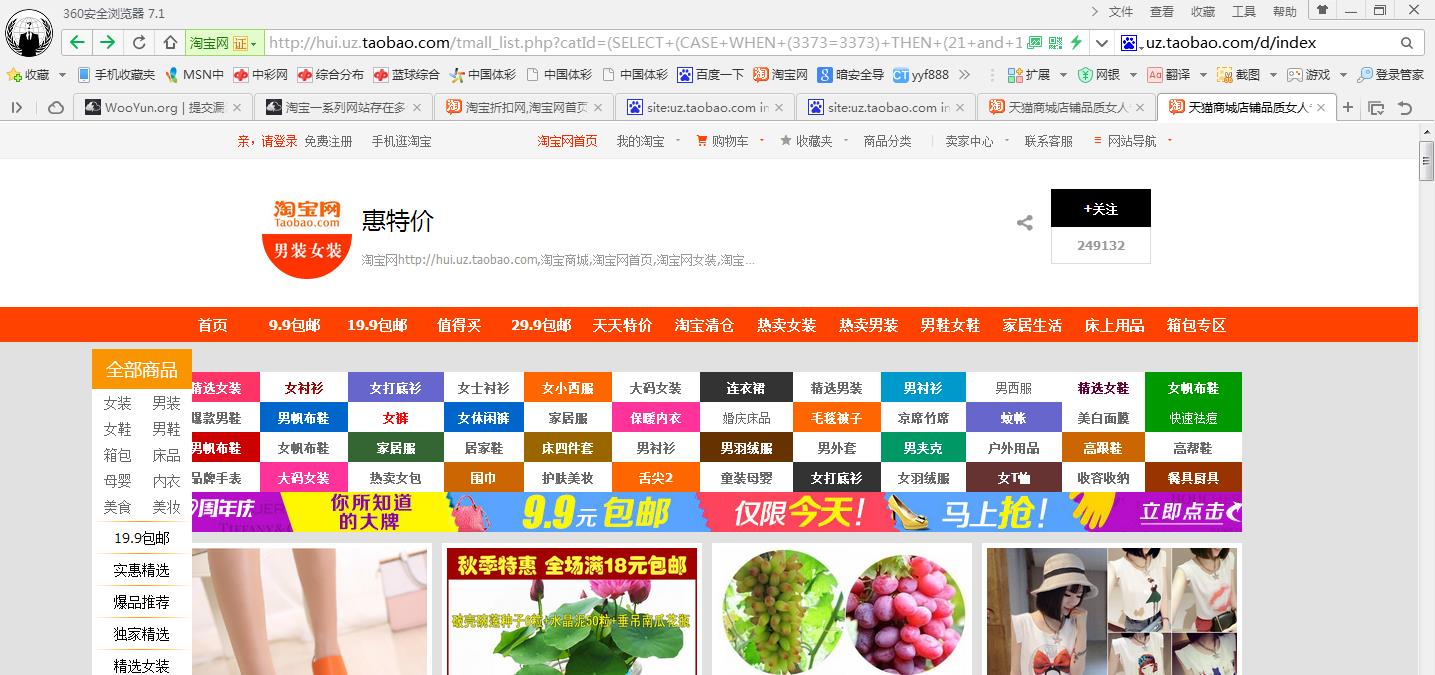 360安全浏览器 7.1
文件 查看 收藏 工具 帮助
淘宝网 证 http://hui.uz.taobao.com/tmall_list.php?catId=(SELECT+(CASE+WHEN+(3373=3373)+THEN+(21+and+1 uz.taobao.com/d/index
收藏 手机收藏夹 MSN中 中彩网 综合分布 蓝球综合 中国体彩 中国体彩 中国体彩 百度一下 淘宝网 暗安全导 CT yyf888 扩展 网银 Aa 翻译 截图 游戏 登录管家
WooYun.org | 提交漏 淘宝一系列网站存在多 淘宝折扣网,淘宝网首页 site:uz.taobao.com in site:uz.taobao.com in 天猫商城店铺品质女人 天猫商城店铺品质女人
亲，请登录 免费注册 手机逛淘宝 淘宝网首页 我的淘宝 购物车 收藏夹 商品分类 卖家中心 联系客服 网站导航
淘宝网
Taobao.com
男装女装
惠特价
淘宝网http://hui.uz.taobao.com,淘宝商城,淘宝网首页,淘宝网女装,淘宝...
+关注
249132
首页 9.9包邮 19.9包邮 值得买 29.9包邮 天天特价 淘宝清仓 热卖女装 热卖男装 男鞋女鞋 家居生活 床上用品 箱包专区
全部商品
女装 男装
女鞋 男鞋
箱包 床品
母婴 内衣
美食 美妆
19.9包邮
实惠精选
爆品推荐
独家精选
精选女装
精选女装 女衬衫 女打底衫 女士衬衫 女小西服 大码女装 连衣裙 精选男装 男衬衫 男西服 精选女鞋 女帆布鞋
爆款男鞋 男帆布鞋 女裤 女休闲裤 家居服 保暖内衣 婚庆床品 毛毯被子 凉席竹席 蚊帐 美白面膜 快速祛痘
男帆布鞋 女帆布鞋 家居服 居家鞋 床四件套 男衬衫 男羽绒服 男外套 男夹克 户外用品 高跟鞋 高帮鞋
品牌手表 大码女装 热卖女包 围巾 护肤美妆 舌尖2 童装母婴 女打底衫 女羽绒服 女T恤 收容收纳 餐具厨具
周年庆 你所知道的大牌 9.9元包邮 仅限今天! 马上抢! 立即点击
秋季特惠 全场满18元包邮
破壳碗莲种子6粒+水晶泥50粒+垂吊南瓜花瓶